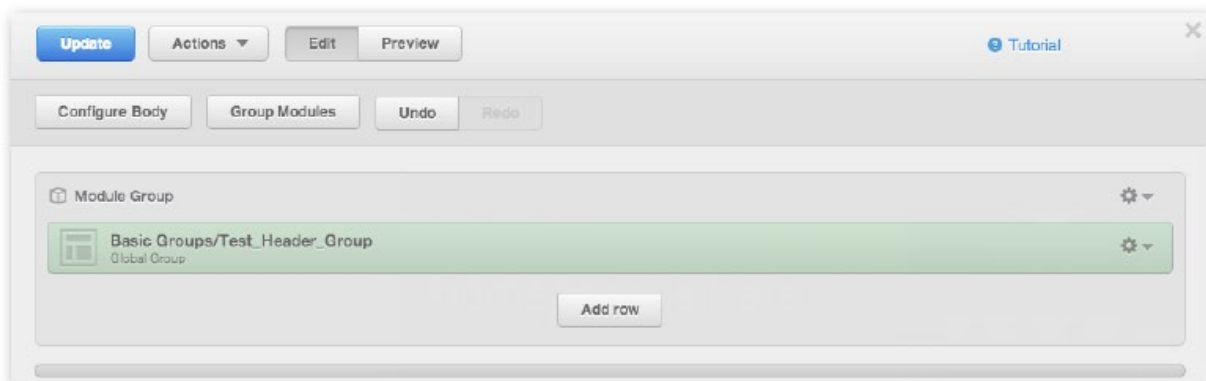 Update Actions Edit Preview Tutorial
Configure Body Group Modules Undo Redo
Module Group
Basic Groups/Test_Header_Group
Global Group
Add row